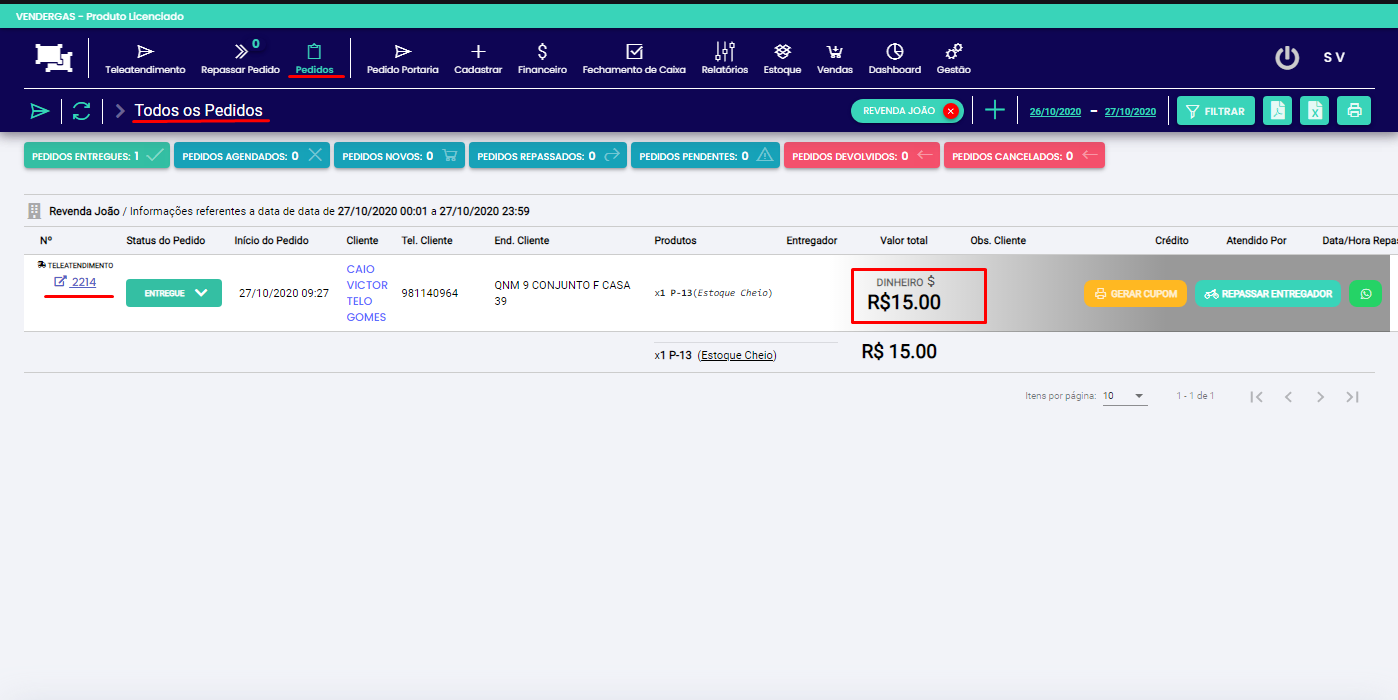 VENDERGAS - Produto Licenciado
Teleatendimento
Repassar Pedido
0
Pedidos
Pedido Portaria
Cadastrar
Financeiro
Fechamento de Caixa
Relatórios
Estoque
Vendas
Dashboard
Gestão
S V
Todos os Pedidos
REVENDA JOÃO
26/10/2020 – 27/10/2020
FILTRAR
PEDIDOS ENTREGUES: 1
PEDIDOS AGENDADOS: 0
PEDIDOS NOVOS: 0
PEDIDOS REPASSADOS: 0
PEDIDOS PENDENTES: 0
PEDIDOS DEVOLVIDOS: 0
PEDIDOS CANCELADOS: 0
Revenda João / Informações referentes a data de data de 27/10/2020 00:01 a 27/10/2020 23:59
Nº Status do Pedido Início do Pedido Cliente Tel. Cliente End. Cliente Produtos Entregador Valor total Obs. Cliente Crédito Atendido Por Data/Hora Repas
TELEATENDIMENTO
2214
ENTREGUE
27/10/2020 09:27
CAIO
VICTOR
TELO
GOMES
981140964
QNM 9 CONJUNTO F CASA
39
x1 P-13(Estoque Cheio)
DINHEIRO $
R$15.00
GERAR CUPOM
REPASSAR ENTREGADOR
x1 P-13 (Estoque Cheio)
R$ 15.00
Itens por página: 10
1 - 1 de 1